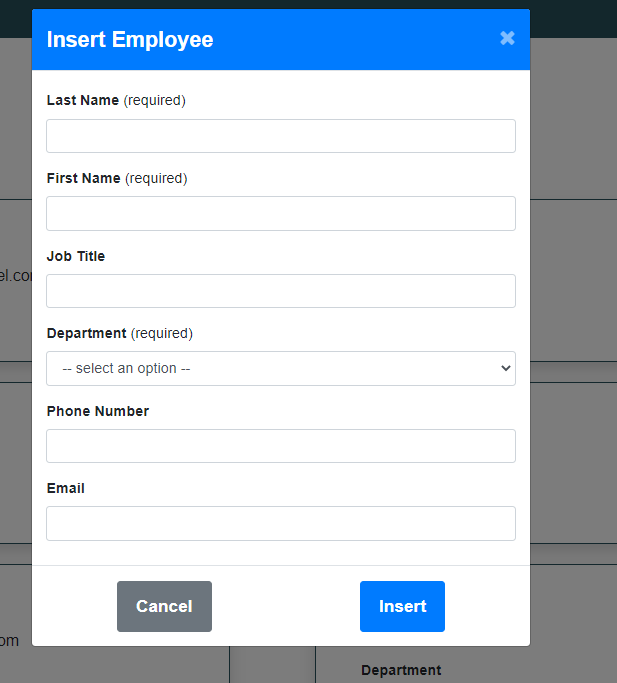 Insert Employee
×
Last Name (required)
First Name (required)
Job Title
el.co
Department (required)
-- select an option --
Phone Number
Email
Cancel
Insert
om
Department